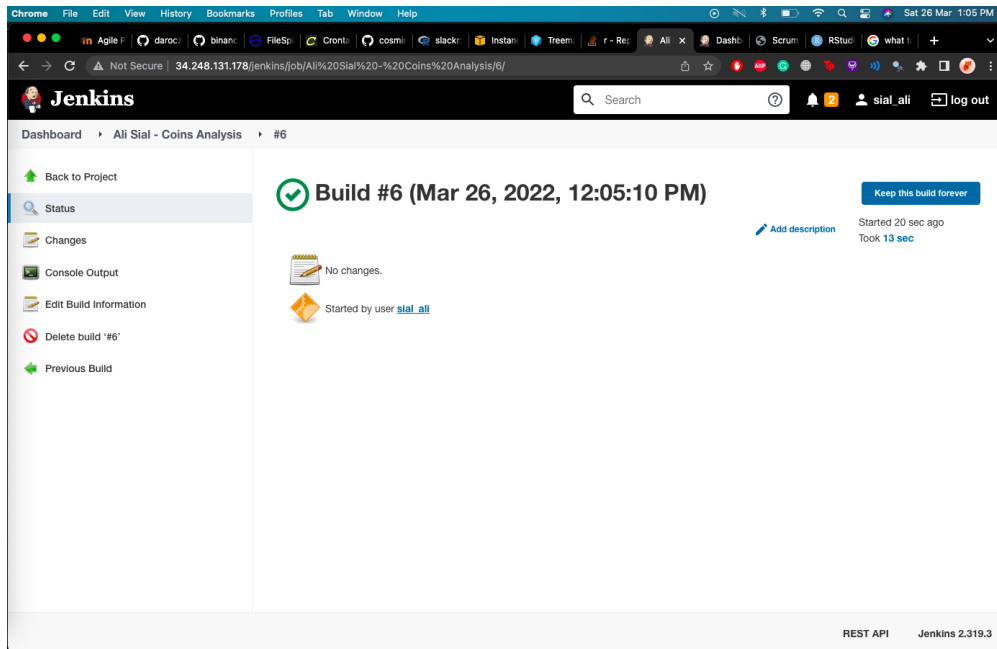 Chrome File Edit View History Bookmarks Profiles Tab Window Help Sat 26 Mar 1:05 PM
Agile P daroc binanc FileSpi Cronta cosmi slackr: Instanc Treem r - Rep Ali Dashb Scrum RStudi what t
Not Secure 34.248.131.178/jenkins/job/Ali%20Sial%20-%20Coins%20Analysis/6/
Jenkins Search 2 sial_ali log out
Dashboard Ali Sial - Coins Analysis #6
Back to Project
Status
Changes
Console Output
Edit Build Information
Delete build ‘#6’
Previous Build
Build #6 (Mar 26, 2022, 12:05:10 PM)
Keep this build forever
Add description
Started 20 sec ago
Took 13 sec
No changes.
Started by user sial_ali
REST API Jenkins 2.319.3